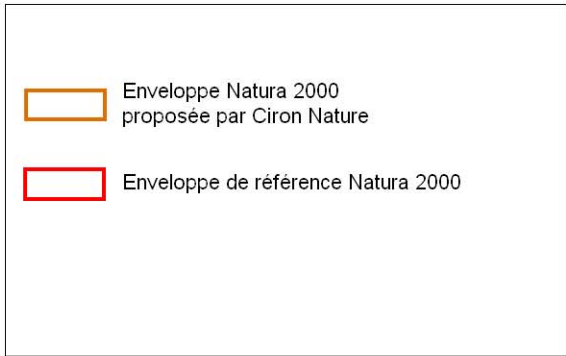 Enveloppe Natura 2000
proposée par Ciron Nature
Enveloppe de référence Natura 2000